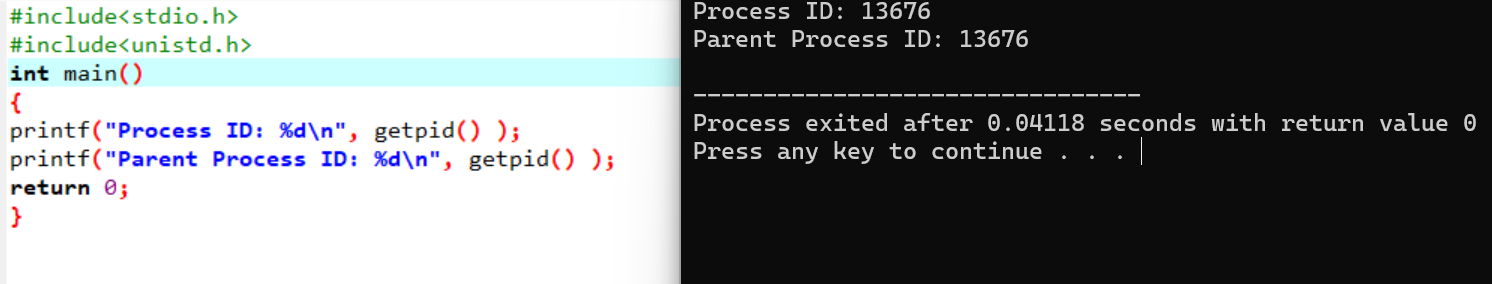 #include<stdio.h>
#include<unistd.h>
int main()
{
printf("Process ID: %d\n", getpid() );
printf("Parent Process ID: %d\n", getpid() );
return 0;
}
Process ID: 13676
Parent Process ID: 13676
--------------------------------
Process exited after 0.04118 seconds with return value 0
Press any key to continue . . .